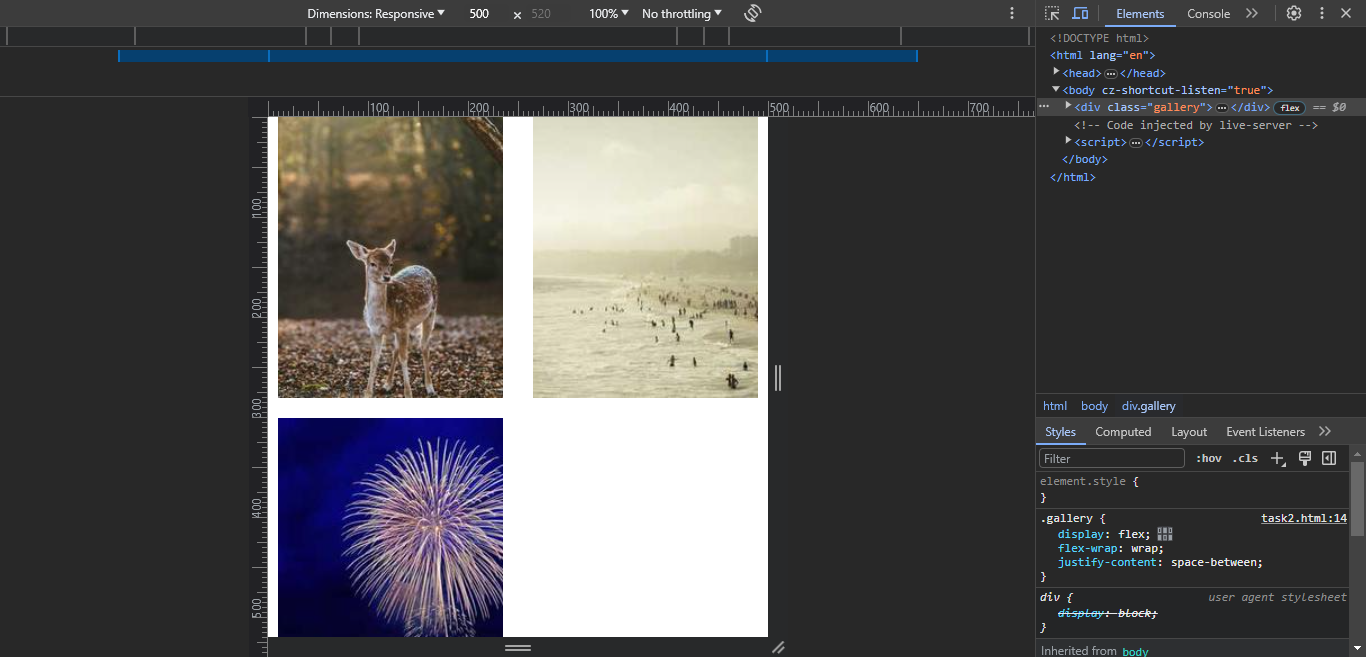 Dimensions: Responsive 500 × 520 100% No throttling
Elements Console
100 200 300 400 500 600 700
100
200
300
400
500
<!DOCTYPE html>
<html lang="en">
<head> … </head>
<body cz-shortcut-listen="true">
… <div class="gallery"> … </div> flex == $0
<!-- Code injected by live-server -->
<script> … </script>
</body>
</html>
html body div.gallery
Styles Computed Layout Event Listeners
Filter :hov .cls
element.style {
}
.gallery { task2.html:14
display: flex;
flex-wrap: wrap;
justify-content: space-between;
}
div { user agent stylesheet
display: block;
}
Inherited from body